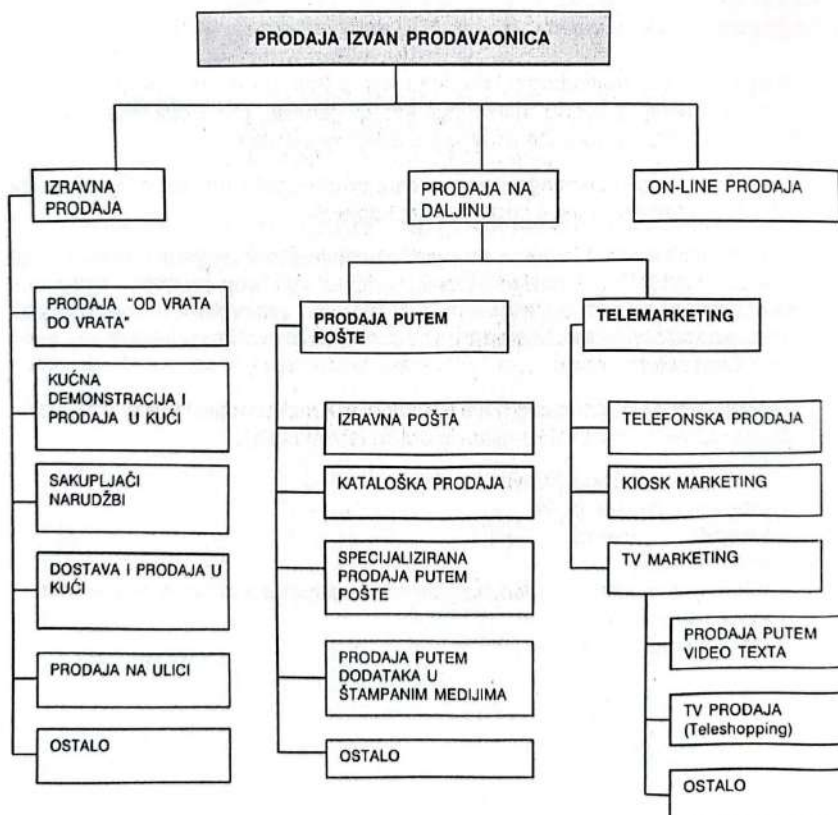 PRODAJA IZVAN PRODAVAONICA
IZRAVNA
PRODAJA
PRODAJA NA
DALJINU
ON-LINE PRODAJA
PRODAJA "OD VRATA
DO VRATA"
KUĆNA
DEMONSTRACIJA I
PRODAJA U KUĆI
SAKUPLJAČI
NARUDŽBI
DOSTAVA I PRODAJA U
KUĆI
PRODAJA NA ULICI
OSTALO
PRODAJA PUTEM
POŠTE
IZRAVNA POŠTA
KATALOŠKA PRODAJA
SPECIJALIZIRANA
PRODAJA PUTEM
POŠTE
PRODAJA PUTEM
DODATAKA U
ŠTAMPANIM MEDIJIMA
OSTALO
TELEMARKETING
TELEFONSKA PRODAJA
KIOSK MARKETING
TV MARKETING
PRODAJA PUTEM
VIDEO TEXTA
TV PRODAJA
(Teleshopping)
OSTALO